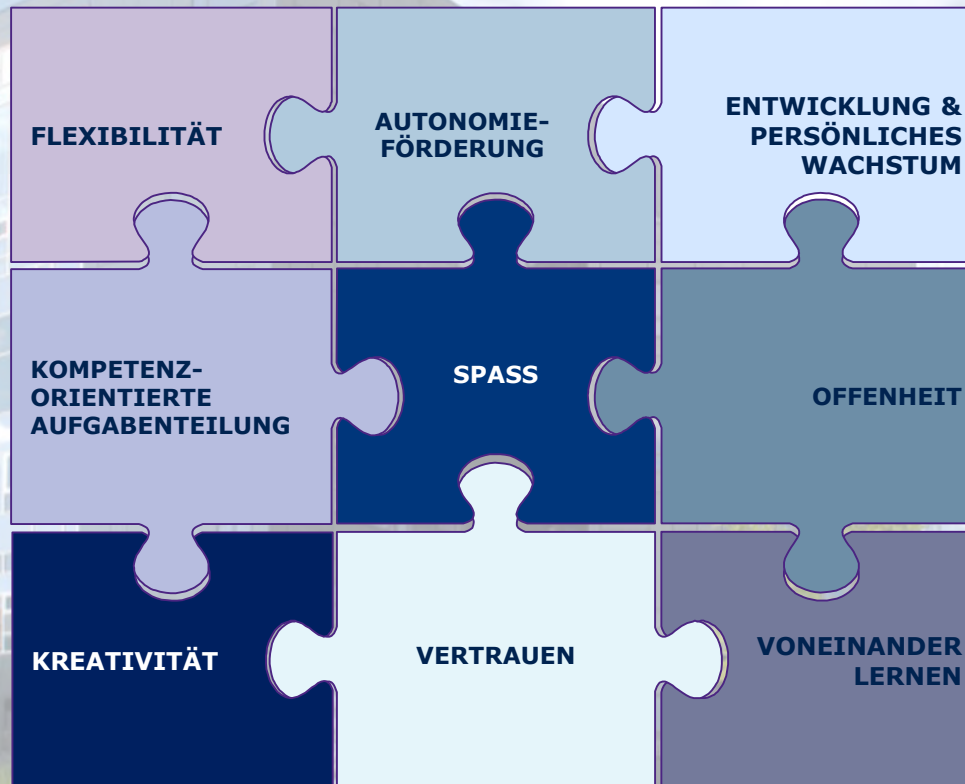 FLEXIBILITÄT
AUTONOMIE-
FÖRDERUNG
ENTWICKLUNG &
PERSÖNLICHES
WACHSTUM
KOMPETENZ-
ORIENTIERTE
AUFGABENTEILUNG
SPASS
OFFENHEIT
KREATIVITÄT
VERTRAUEN
VONEINANDER
LERNEN